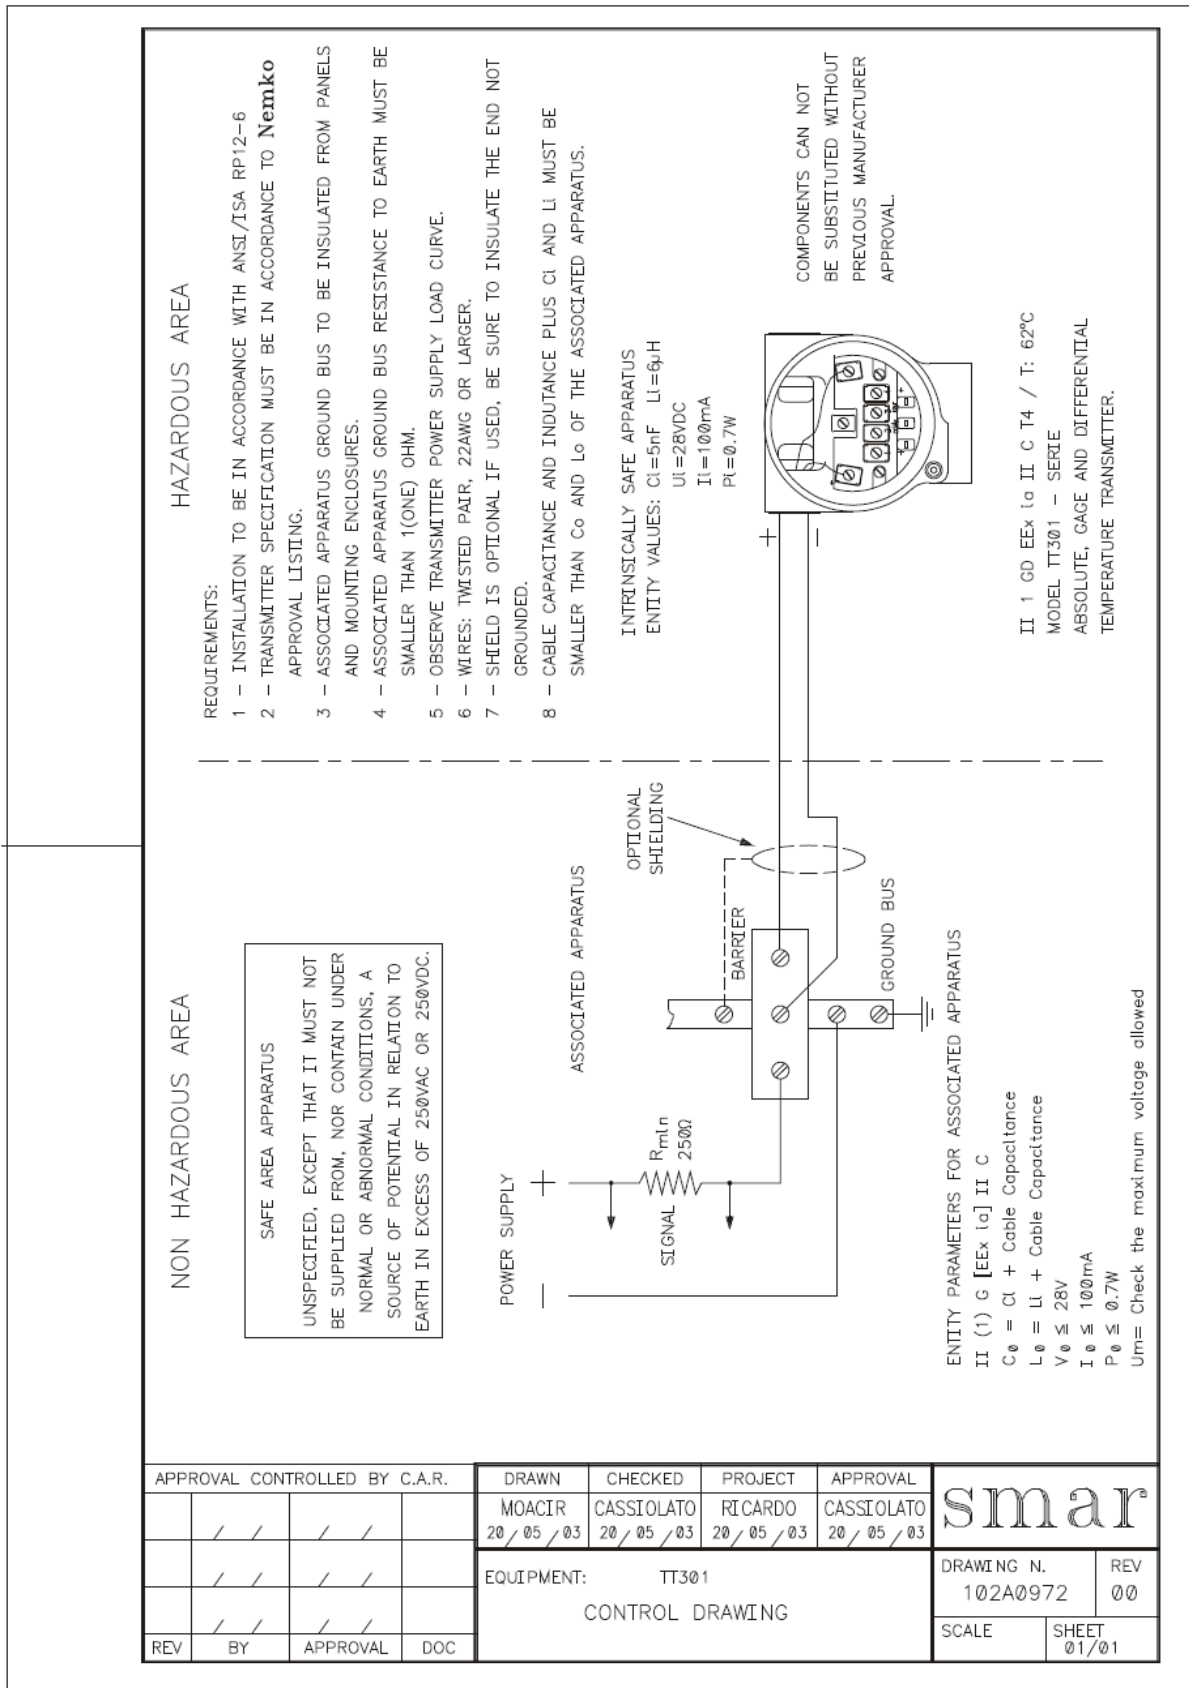 NON HAZARDOUS AREA
HAZARDOUS AREA
SAFE AREA APPARATUS
UNSPECIFIED, EXCEPT THAT IT MUST NOT
BE SUPPLIED FROM, NOR CONTAIN UNDER
NORMAL OR ABNORMAL CONDITIONS, A
SOURCE OF POTENTIAL IN RELATION TO
EARTH IN EXCESS OF 250VAC OR 250VDC.
REQUIREMENTS:
1 - INSTALLATION TO BE IN ACCORDANCE WITH ANSI/ISA RP12-6
2 - TRANSMITTER SPECIFICATION MUST BE IN ACCORDANCE TO Nemko
APPROVAL LISTING.
3 - ASSOCIATED APPARATUS GROUND BUS TO BE INSULATED FROM PANELS
AND MOUNTING ENCLOSURES.
4 - ASSOCIATED APPARATUS GROUND BUS RESISTANCE TO EARTH MUST BE
SMALLER THAN 1(ONE) OHM.
5 - OBSERVE TRANSMITTER POWER SUPPLY LOAD CURVE.
6 - WIRES: TWISTED PAIR, 22AWG OR LARGER.
7 - SHIELD IS OPTIONAL IF USED, BE SURE TO INSULATE THE END NOT
GROUNDED.
8 - CABLE CAPACITANCE AND INDUTANCE PLUS Ci AND Li MUST BE
SMALLER THAN Co AND Lo OF THE ASSOCIATED APPARATUS.
POWER SUPPLY
- +
SIGNAL
Rmin
250Ω
ASSOCIATED APPARATUS
OPTIONAL
SHIELDING
BARRIER
GROUND BUS
INTRINSICALLY SAFE APPARATUS
ENTITY VALUES: Ci=5nF Li=6µH
Ui=28VDC
Ii=100mA
Pi=0.7W
+
-
COMPONENTS CAN NOT
BE SUBSTITUTED WITHOUT
PREVIOUS MANUFACTURER
APPROVAL.
ENTITY PARAMETERS FOR ASSOCIATED APPARATUS
II (1) G [EEx ia] II C
C0 = Ci + Cable Capacitance
L0 = Li + Cable Capacitance
V0 ≤ 28V
I0 ≤ 100mA
P0 ≤ 0.7W
Um= Check the maximum voltage allowed
II 1 GD EEx ia II C T4 / T: 62°C
MODEL TT301 - SERIE
ABSOLUTE, GAGE AND DIFFERENTIAL
TEMPERATURE TRANSMITTER.
APPROVAL CONTROLLED BY C.A.R.
/ / / /
/ / / /
/ / / /
REV BY APPROVAL DOC
DRAWN CHECKED PROJECT APPROVAL
MOACIR CASSIOLATO RICARDO CASSIOLATO
20 / 05 / 03 20 / 05 / 03 20 / 05 / 03 20 / 05 / 03
EQUIPMENT: TT301
CONTROL DRAWING
smar
DRAWING N. REV
102A0972 00
SCALE SHEET
01/01